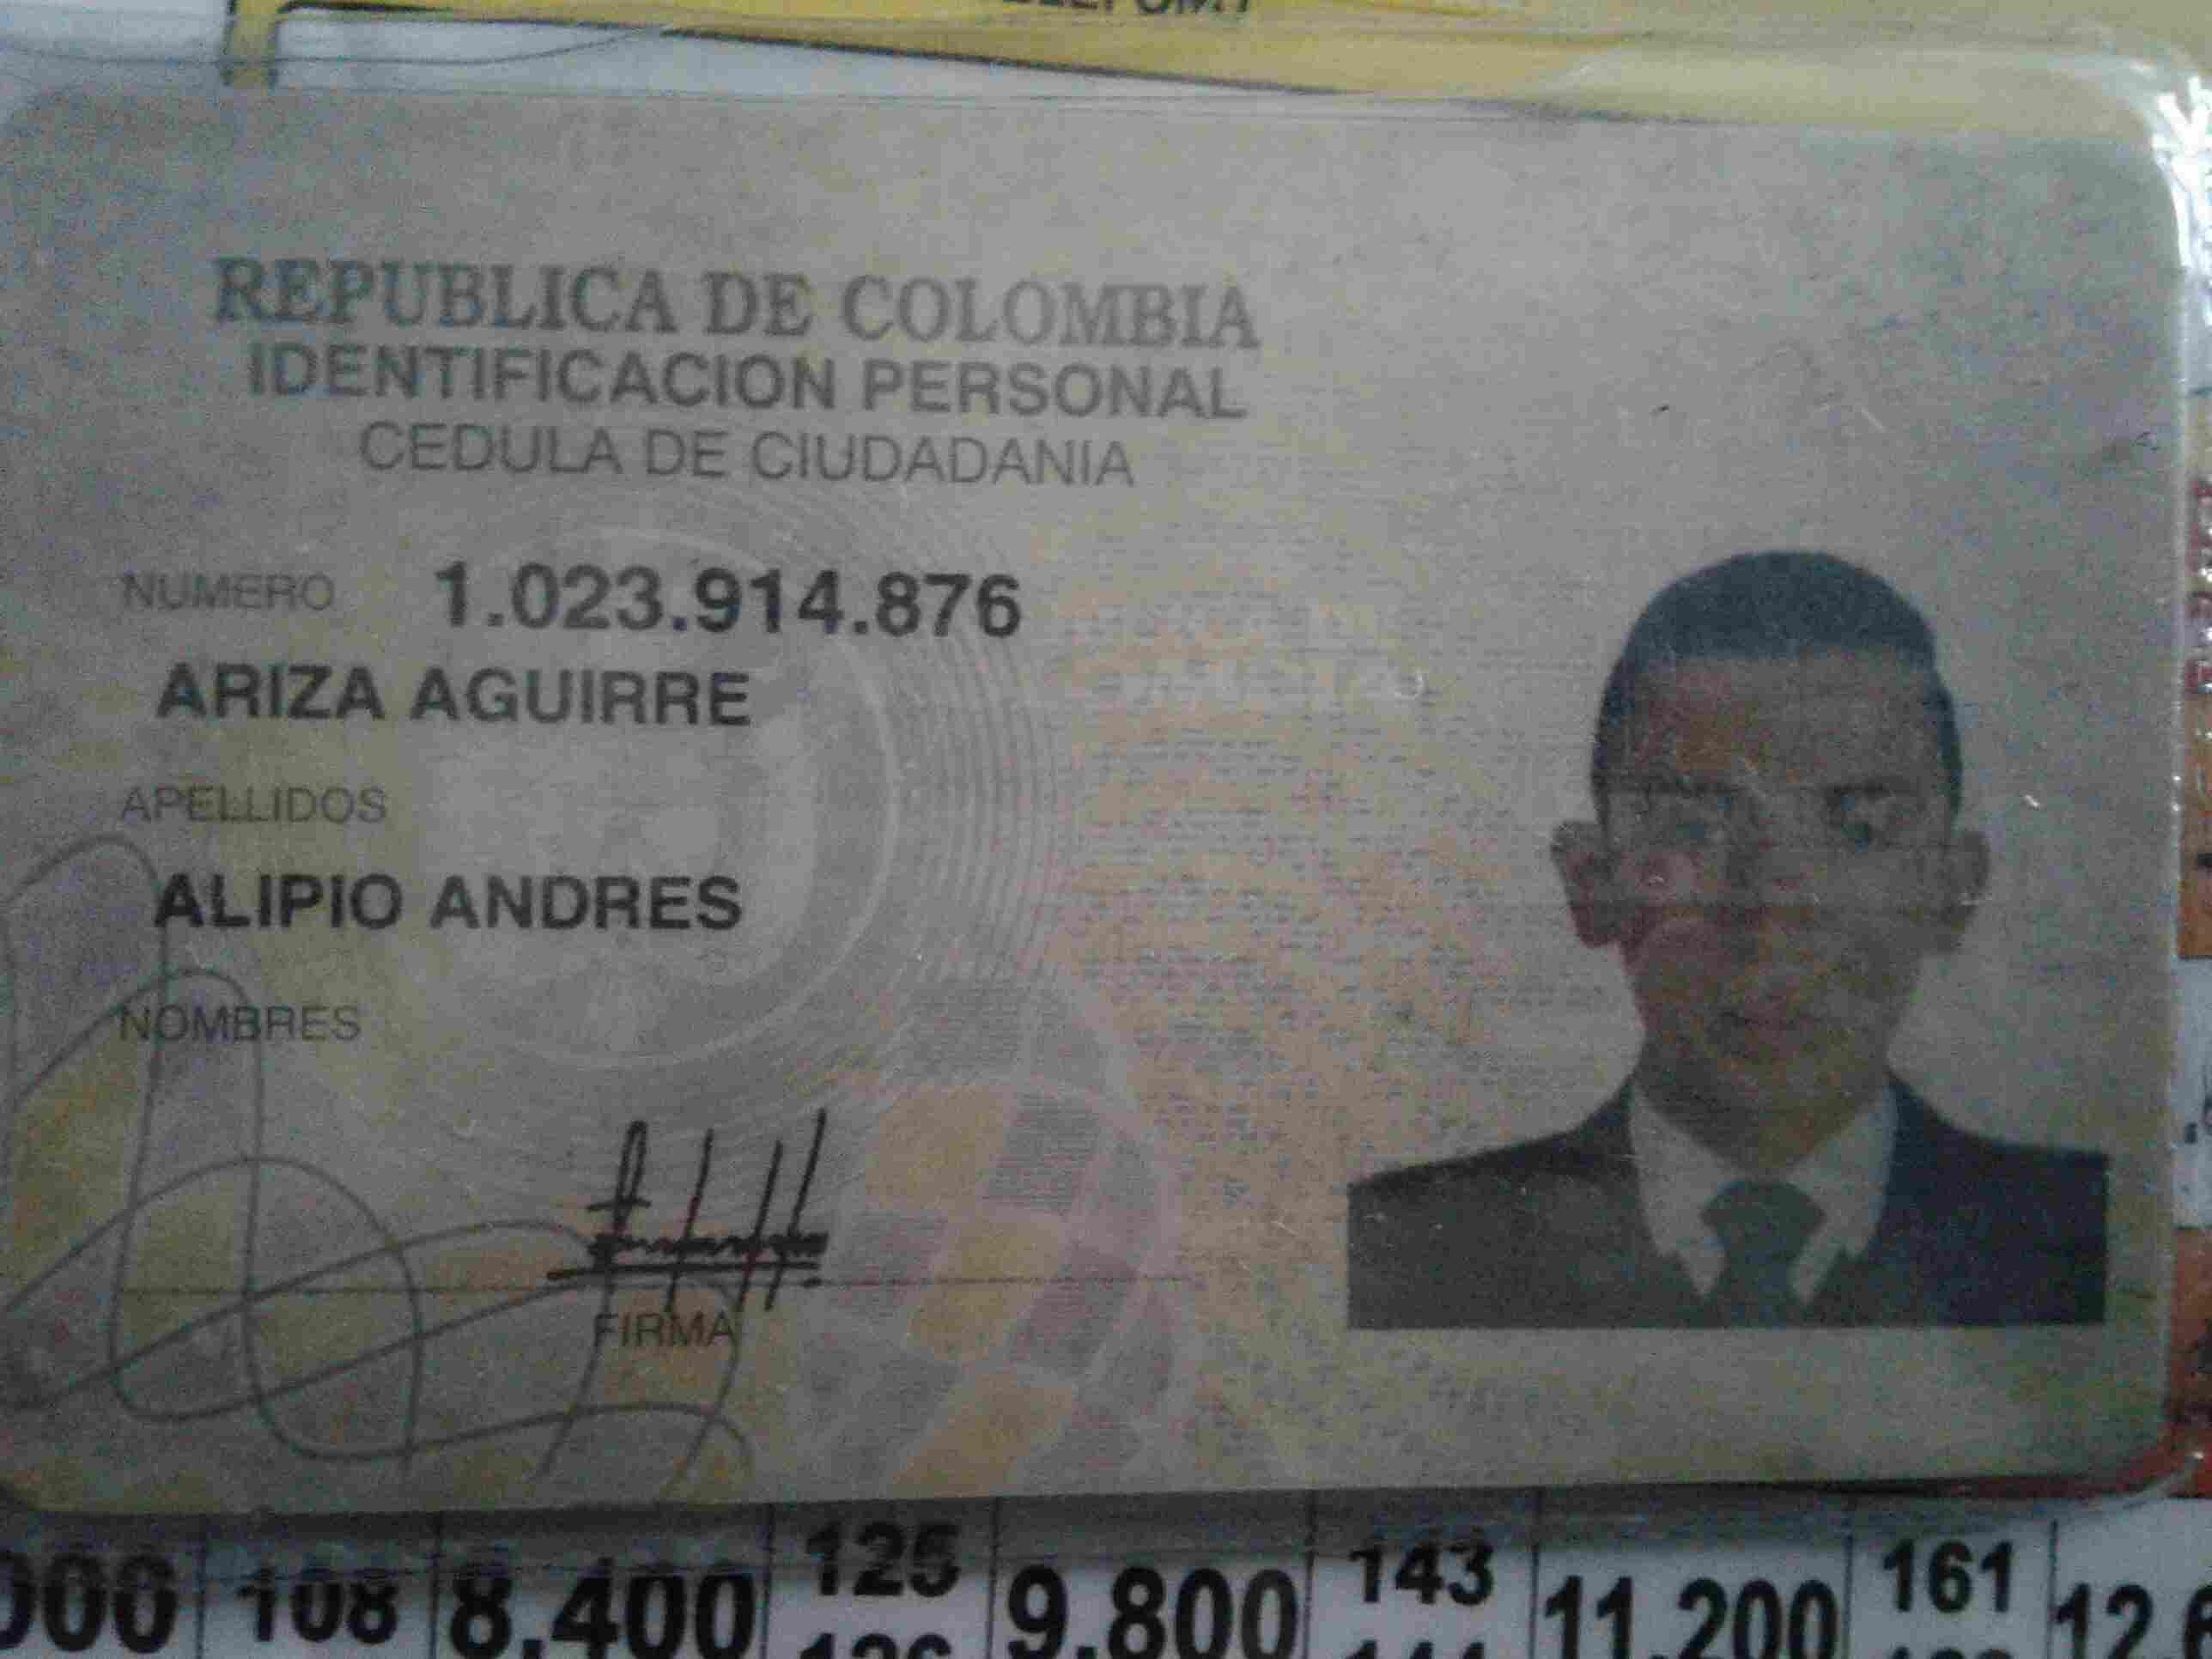 REPUBLICA DE COLOMBIA
IDENTIFICACION PERSONAL
CEDULA DE CIUDADANIA
NUMERO 1.023.914.876
ARIZA AGUIRRE
APELLIDOS
ALIPIO ANDRES
NOMBRES
FIRMA
000 108 8.400 125 9.800 143 11.200 161 12.6